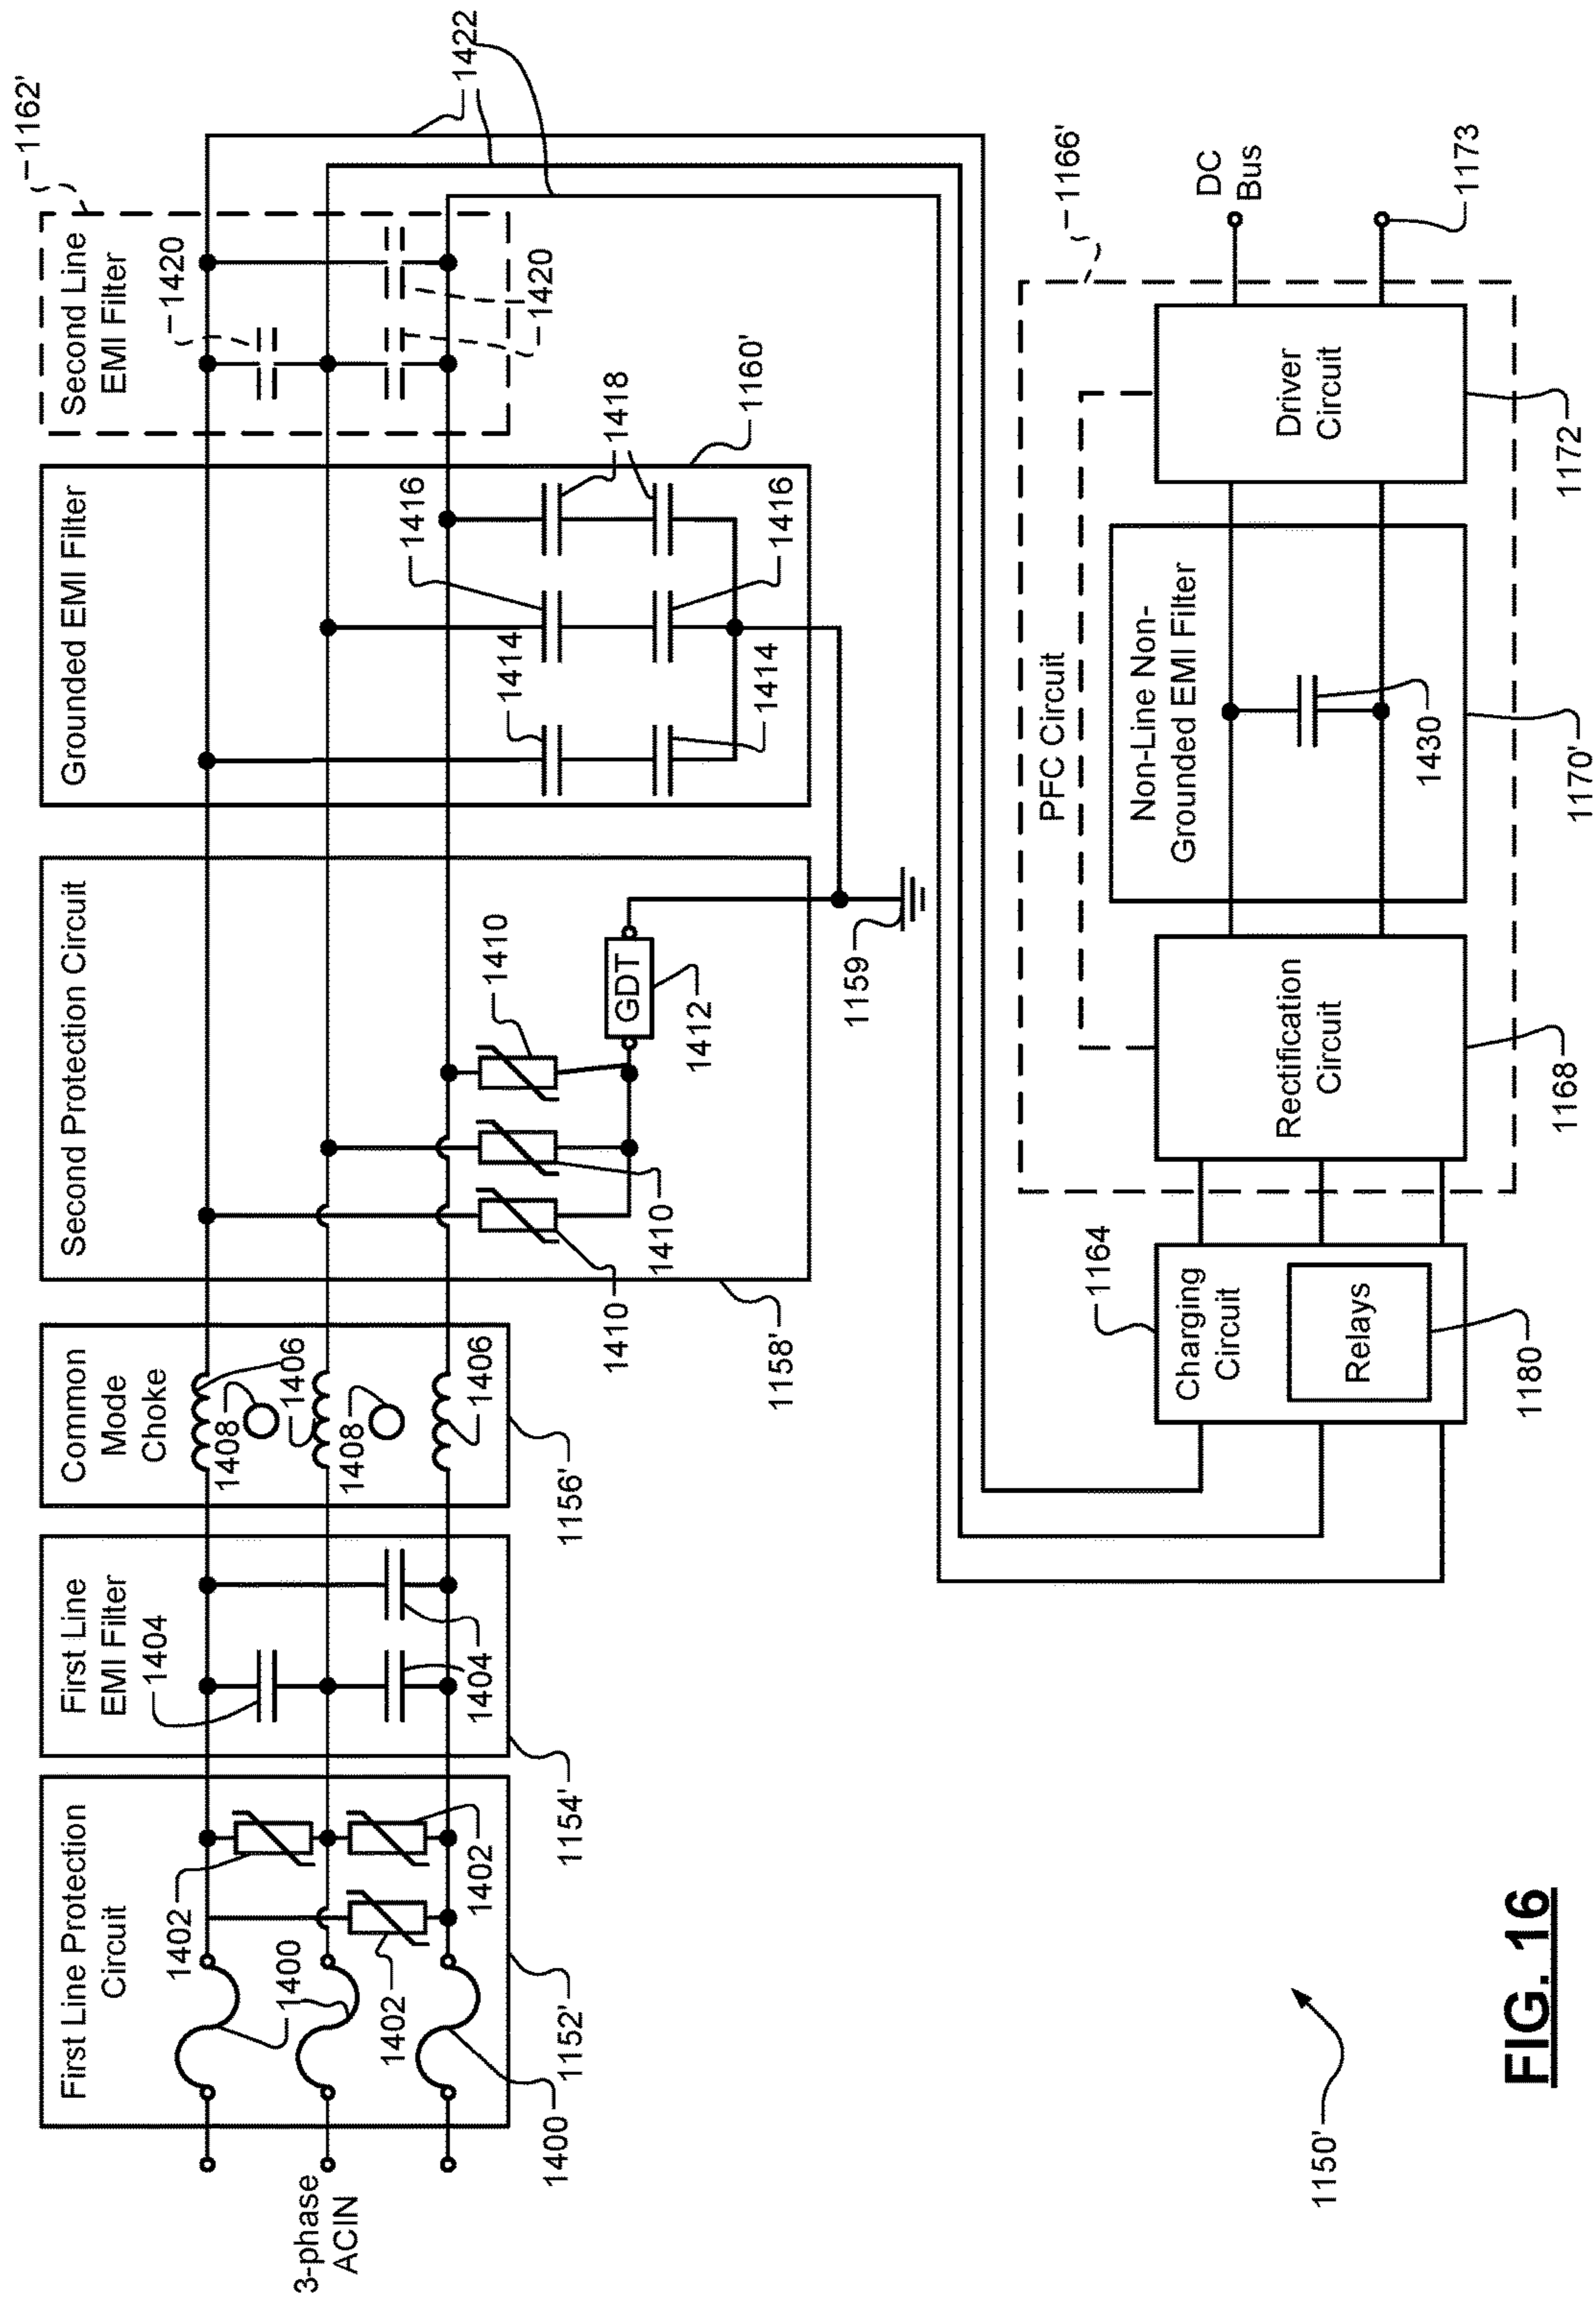 3-phase
ACIN
First Line Protection
Circuit
1400
1400
1402
1402
1402
1152'
First Line
EMI Filter
1404
1404
1154'
Common
Mode
Choke
1408
1406
1408
1406
1156'
Second Protection Circuit
1410
1410
1410
GDT
1412
1158'
1159
Grounded EMI Filter
1414
1414
1416
1416
1418
1160'
Second Line
EMI Filter
1420
1420
1162'
1422
Charging
Circuit
Relays
1164
1180
PFC Circuit
1166'
Rectification
Circuit
1168
Non-Line Non-
Grounded EMI Filter
1430
1170'
Driver
Circuit
1172
DC
Bus
1173
1150'
FIG. 16